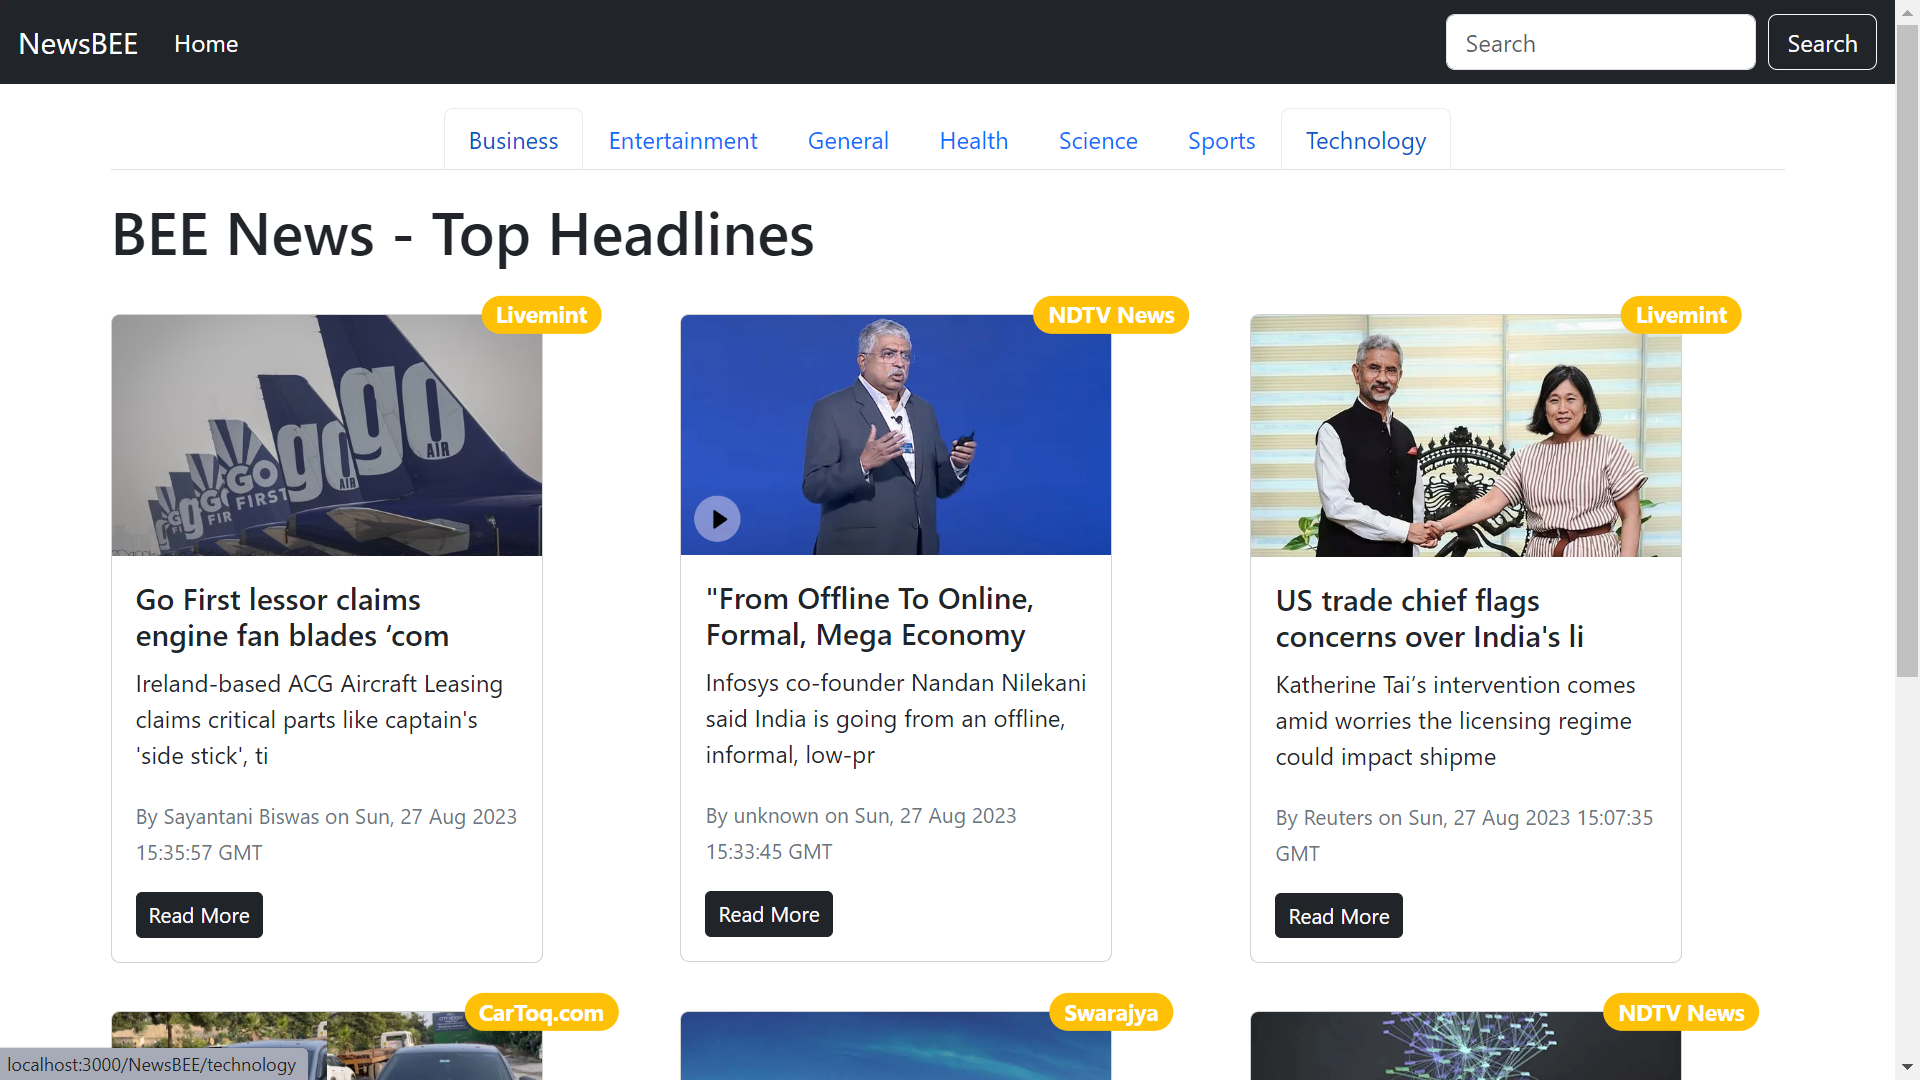 NewsBEE Home Search Search
Business Entertainment General Health Science Sports Technology
BEE News - Top Headlines
Livemint
go AIR
go AIR
GO FIRST
Go First lessor claims
engine fan blades ‘com
Ireland-based ACG Aircraft Leasing
claims critical parts like captain's
'side stick', ti
By Sayantani Biswas on Sun, 27 Aug 2023
15:35:57 GMT
Read More
NDTV News
"From Offline To Online,
Formal, Mega Economy
Infosys co-founder Nandan Nilekani
said India is going from an offline,
informal, low-pr
By unknown on Sun, 27 Aug 2023
15:33:45 GMT
Read More
Livemint
US trade chief flags
concerns over India's li
Katherine Tai’s intervention comes
amid worries the licensing regime
could impact shipme
By Reuters on Sun, 27 Aug 2023 15:07:35
GMT
Read More
CarToq.com
Swarajya
NDTV News
localhost:3000/NewsBEE/technology